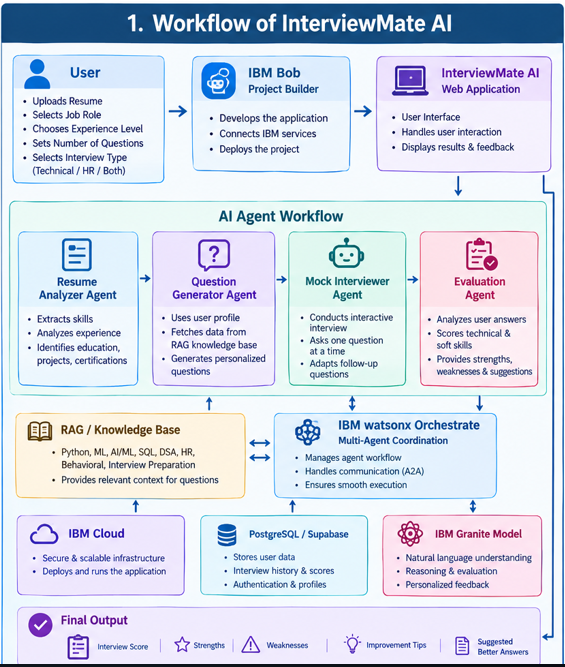 1. Workflow of InterviewMate AI
User
• Uploads Resume
• Selects Job Role
• Chooses Experience Level
• Sets Number of Questions
• Selects Interview Type
(Technical / HR / Both)
IBM Bob
Project Builder
• Develops the application
• Connects IBM services
• Deploys the project
InterviewMate AI
Web Application
• User Interface
• Handles user interaction
• Displays results & feedback
AI Agent Workflow
Resume
Analyzer Agent
• Extracts skills
• Analyzes experience
• Identifies education,
projects, certifications
Question
Generator Agent
• Uses user profile
• Fetches data from
RAG knowledge base
• Generates personalized
questions
Mock Interviewer
Agent
• Conducts interactive
interview
• Asks one question
at a time
• Adapts follow-up
questions
Evaluation
Agent
• Analyzes user answers
• Scores technical &
soft skills
• Provides strengths,
weaknesses & suggestions
RAG / Knowledge Base
• Python, ML, AI/ML, SQL, DSA, HR,
Behavioral, Interview Preparation
• Provides relevant context for questions
IBM watsonx Orchestrate
Multi-Agent Coordination
• Manages agent workflow
• Handles communication (A2A)
• Ensures smooth execution
IBM Cloud
• Secure & scalable infrastructure
• Deploys and runs the application
PostgreSQL / Supabase
• Stores user data
• Interview history & scores
• Authentication & profiles
IBM Granite Model
• Natural language understanding
• Reasoning & evaluation
• Personalized feedback
Final Output
Interview Score
Strengths
Weaknesses
Improvement Tips
Suggested
Better Answers